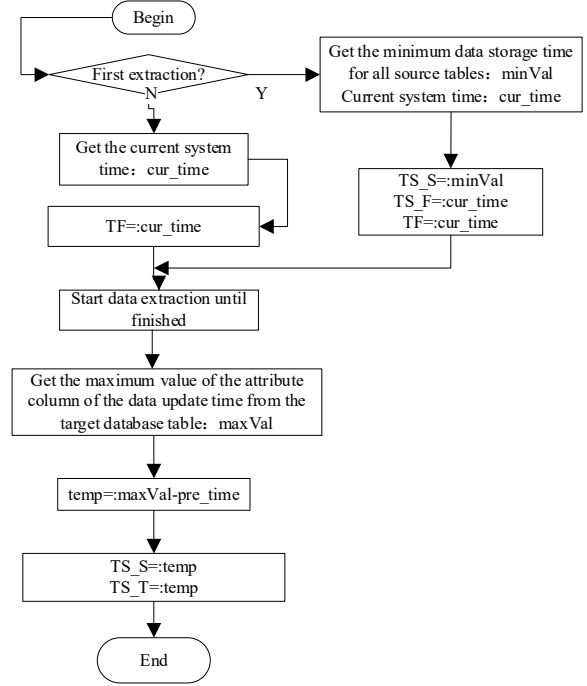 Begin
First extraction?
N
Y
Get the minimum data storage time
for all source tables：minVal
Current system time：cur_time
Get the current system
time：cur_time
TS_S=:minVal
TS_F=:cur_time
TF=:cur_time
TF=:cur_time
Start data extraction until
finished
Get the maximum value of the attribute
column of the data update time from the
target database table：maxVal
temp=:maxVal-pre_time
TS_S=:temp
TS_T=:temp
End